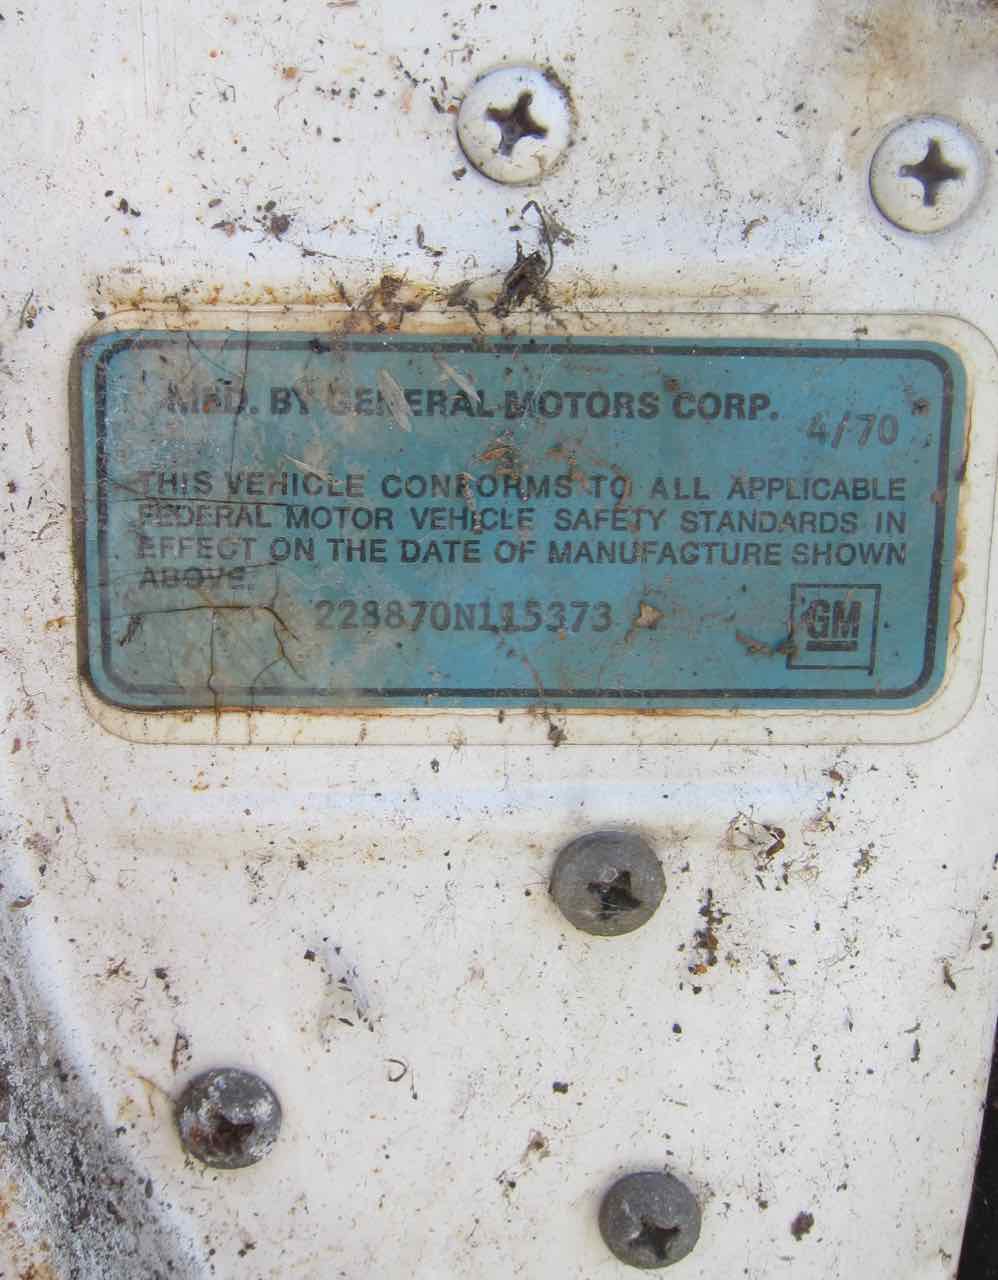 MFD. BY GENERAL MOTORS CORP.
4/70
THIS VEHICLE CONFORMS TO ALL APPLICABLE
FEDERAL MOTOR VEHICLE SAFETY STANDARDS IN
EFFECT ON THE DATE OF MANUFACTURE SHOWN
ABOVE.
228870N115373
GM